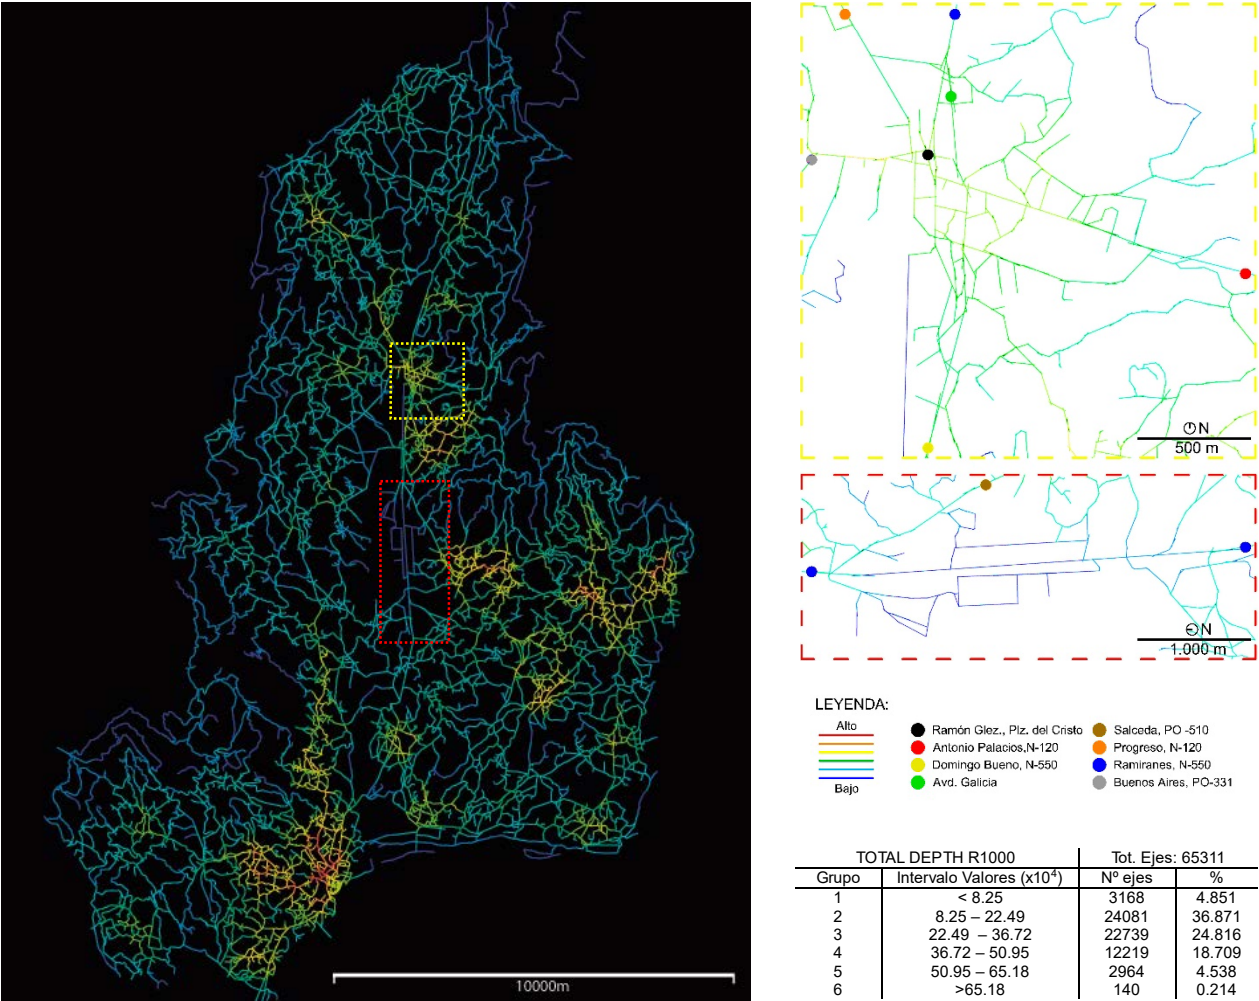 10000m
N
500 m
N
1.000 m
LEYENDA:
Alto
Bajo
Ramón Glez., Plz. del Cristo
Antonio Palacios,N-120
Domingo Bueno, N-550
Avd. Galicia
Salceda, PO -510
Progreso, N-120
Ramiranes, N-550
Buenos Aires, PO-331
TOTAL DEPTH R1000 Tot. Ejes: 65311
Grupo Intervalo Valores (x10⁴) Nº ejes %
1 < 8.25 3168 4.851
2 8.25 – 22.49 24081 36.871
3 22.49 – 36.72 22739 24.816
4 36.72 – 50.95 12219 18.709
5 50.95 – 65.18 2964 4.538
6 >65.18 140 0.214